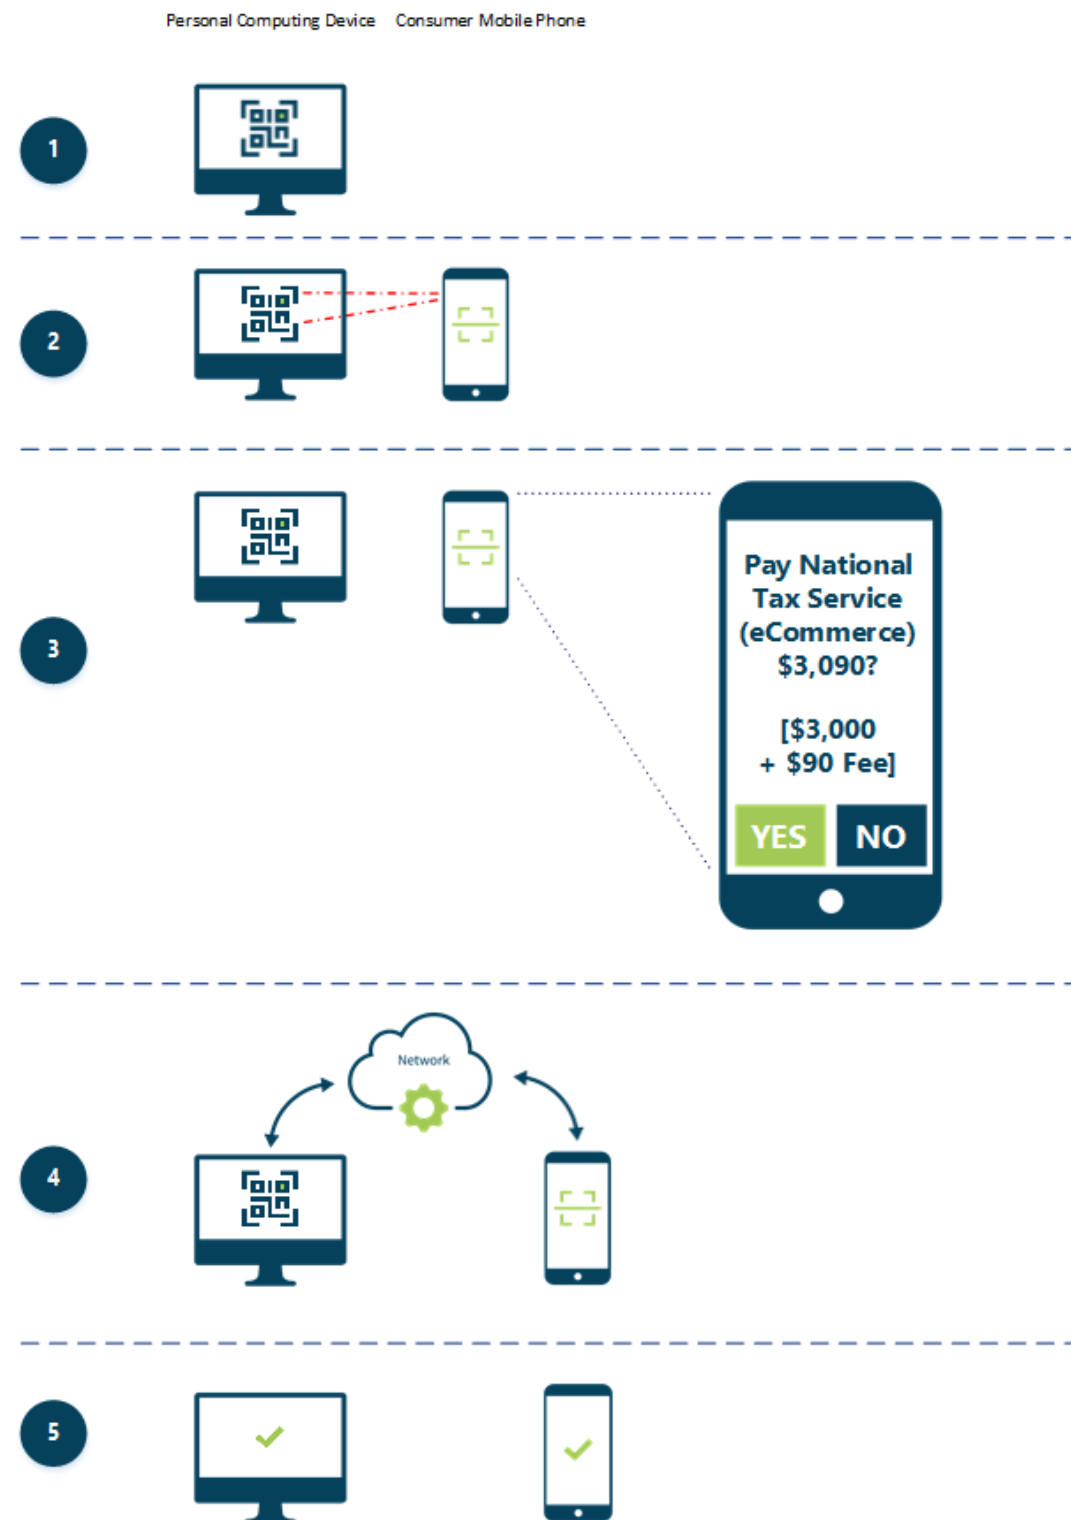 Personal Computing Device Consumer Mobile Phone
1
2
3
Pay National
Tax Service
(eCommerce)
$3,090?
[$3,000
+ $90 Fee]
YES NO
Network
4
5